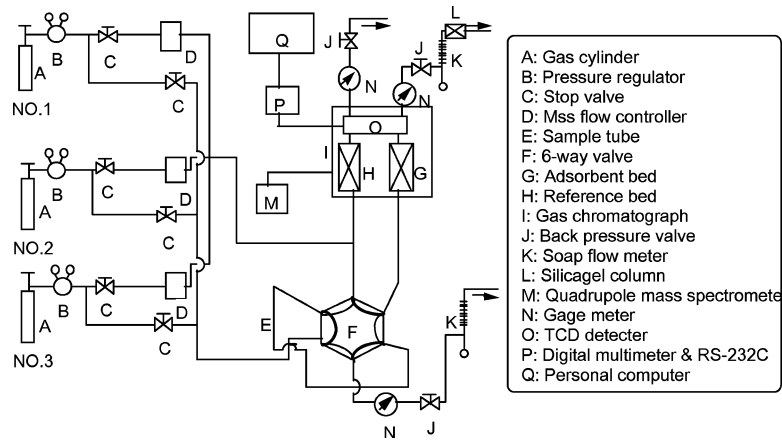 L
J
J
B
Q
K
A
D
N
C
N
P
NO.1
C
O
I
H
G
B
C
M
A
D
NO.2
C
B
C
D
E
F
K
A
C
NO.3
N
J
A: Gas cylinder
B: Pressure regulator
C: Stop valve
D: Mss flow controller
E: Sample tube
F: 6-way valve
G: Adsorbent bed
H: Reference bed
I: Gas chromatograph
J: Back pressure valve
K: Soap flow meter
L: Silicagel column
M: Quadrupole mass spectromete
N: Gage meter
O: TCD detecter
P: Digital multimeter & RS-232C
Q: Personal computer